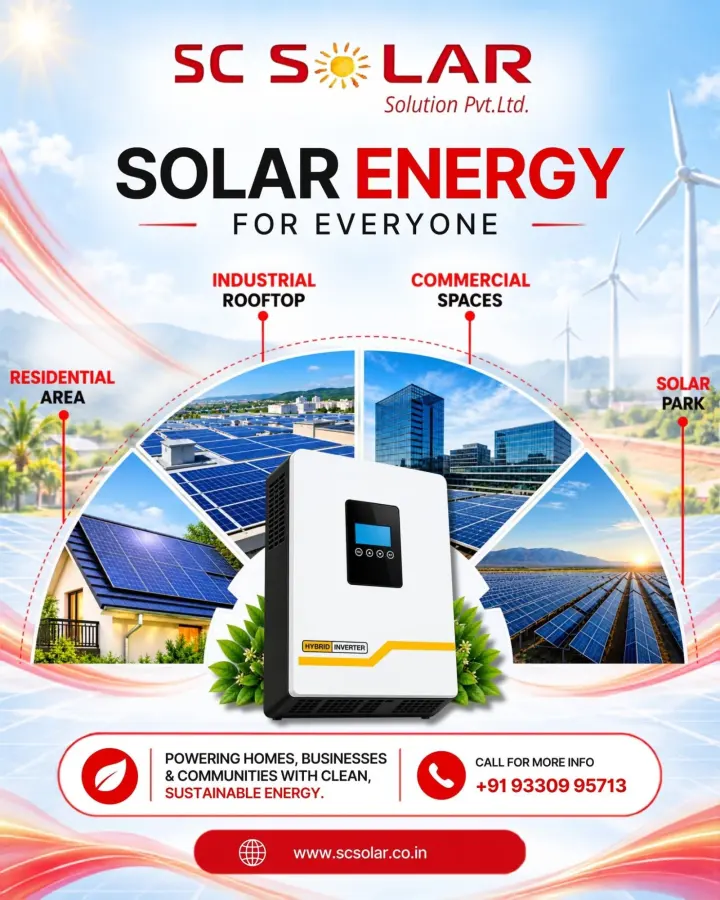 SC SOLAR
Solution Pvt.Ltd.
SOLAR ENERGY
FOR EVERYONE
INDUSTRIAL
ROOFTOP
COMMERCIAL
SPACES
RESIDENTIAL
AREA
SOLAR
PARK
HYBRID INVERTER
POWERING HOMES, BUSINESSES
& COMMUNITIES WITH CLEAN,
SUSTAINABLE ENERGY.
CALL FOR MORE INFO
+91 93309 95713
www.scsolar.co.in